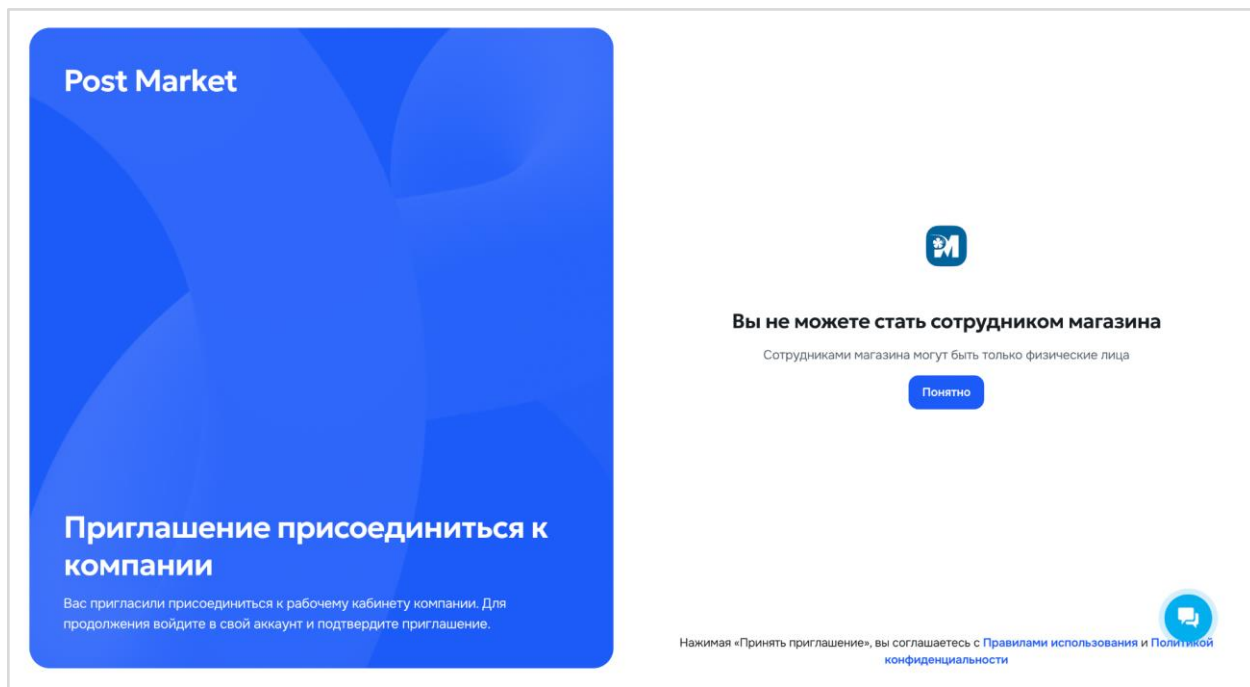 Post Market
Приглашение присоединиться к
компании
Вас пригласили присоединиться к рабочему кабинету компании. Для
продолжения войдите в свой аккаунт и подтвердите приглашение.
Вы не можете стать сотрудником магазина
Сотрудниками магазина могут быть только физические лица
Понятно
Нажимая «Принять приглашение», вы соглашаетесь с Правилами использования и Политикой
конфиденциальности